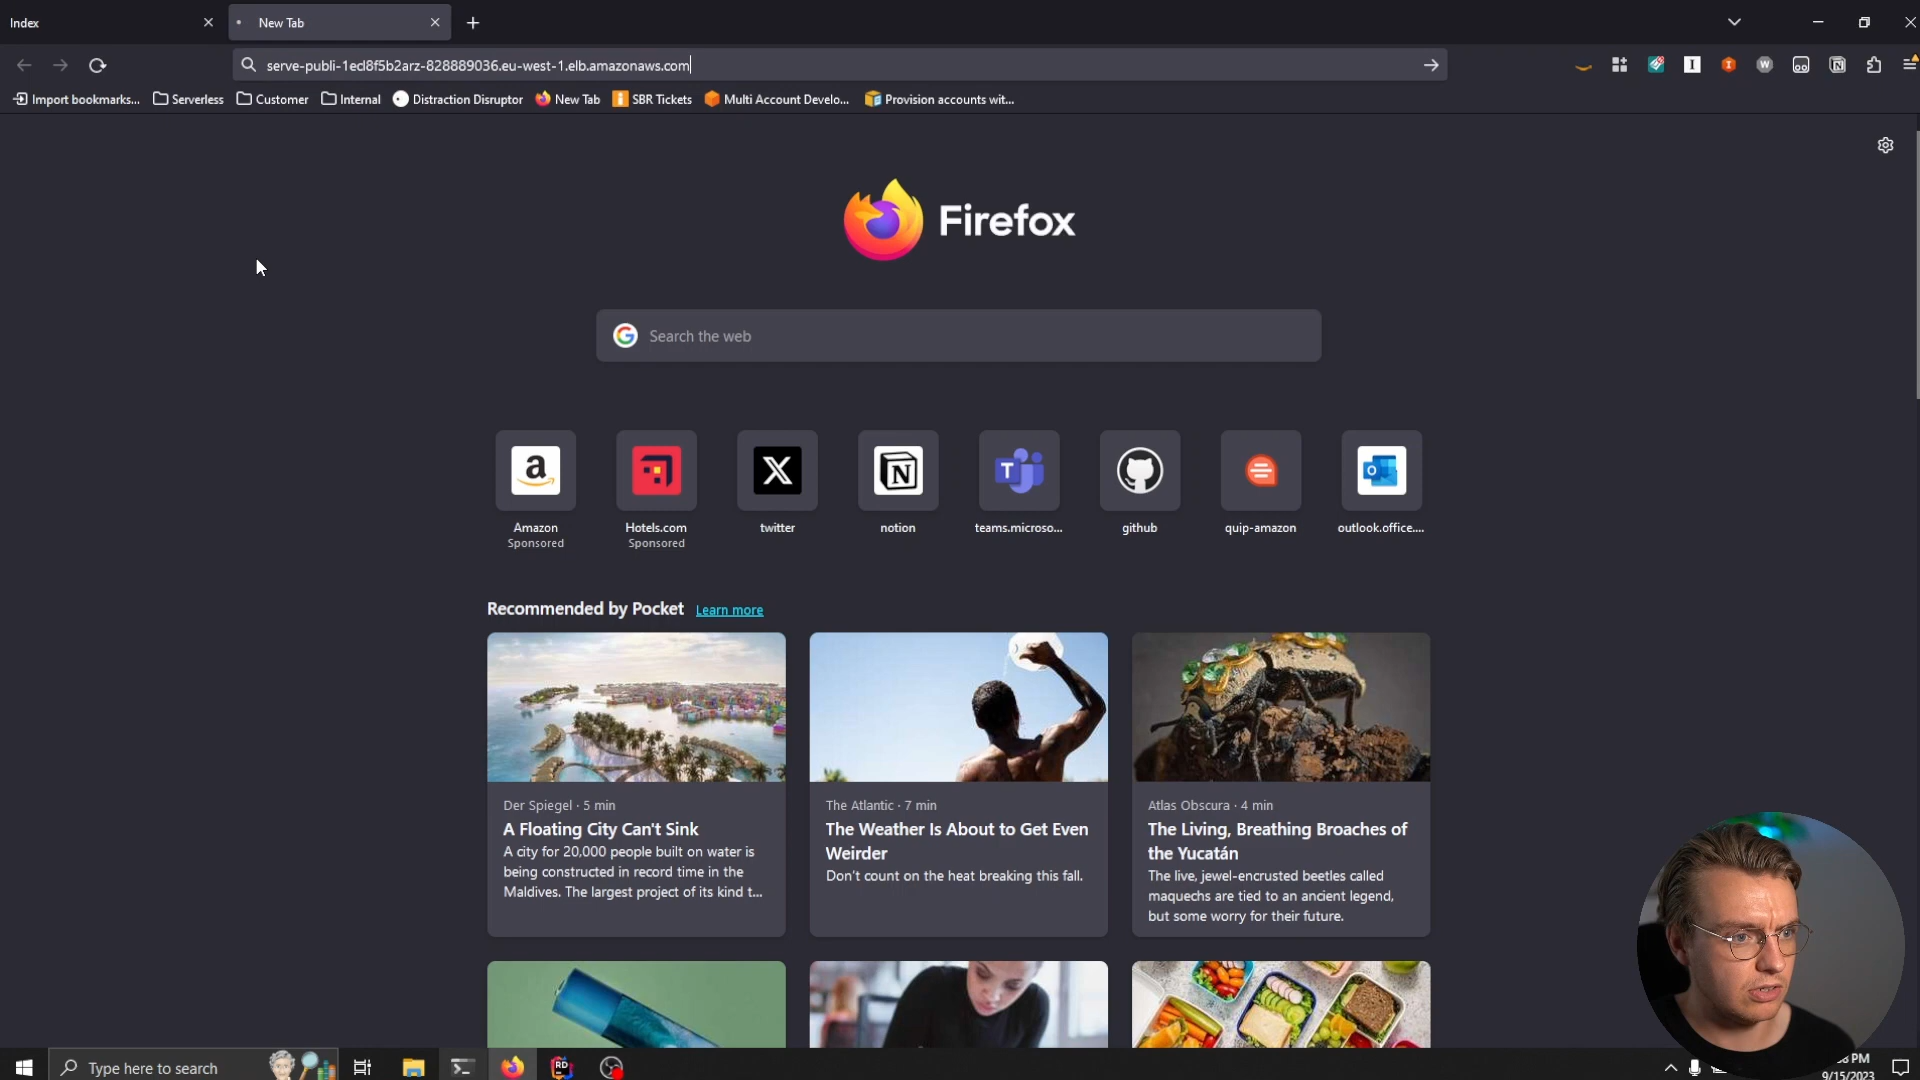 Index
New Tab
serve-publi-1ecl8f5b2arz-828889036.eu-west-1.elb.amazonaws.com
Import bookmarks...
Serverless
Customer
Internal
Distraction Disruptor
New Tab
SBR Tickets
Multi Account Develo...
Provision accounts wit...
Firefox
Search the web
Amazon
Sponsored
Hotels.com
Sponsored
twitter
notion
teams.microso...
github
quip-amazon
outlook.office....
Recommended by Pocket Learn more
Der Spiegel · 5 min
A Floating City Can't Sink
A city for 20,000 people built on water is
being constructed in record time in the
Maldives. The largest project of its kind t...
The Atlantic · 7 min
The Weather Is About to Get Even
Weirder
Don't count on the heat breaking this fall.
Atlas Obscura · 4 min
The Living, Breathing Broaches of
the Yucatán
The live, jewel-encrusted beetles called
maquechs are tied to an ancient legend,
but some worry for their future.
Type here to search
PM
9/15/2023